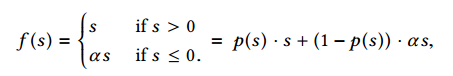 f(s) = { s if s > 0
αs if s ≤ 0. = p(s) · s + (1 − p(s)) · αs,